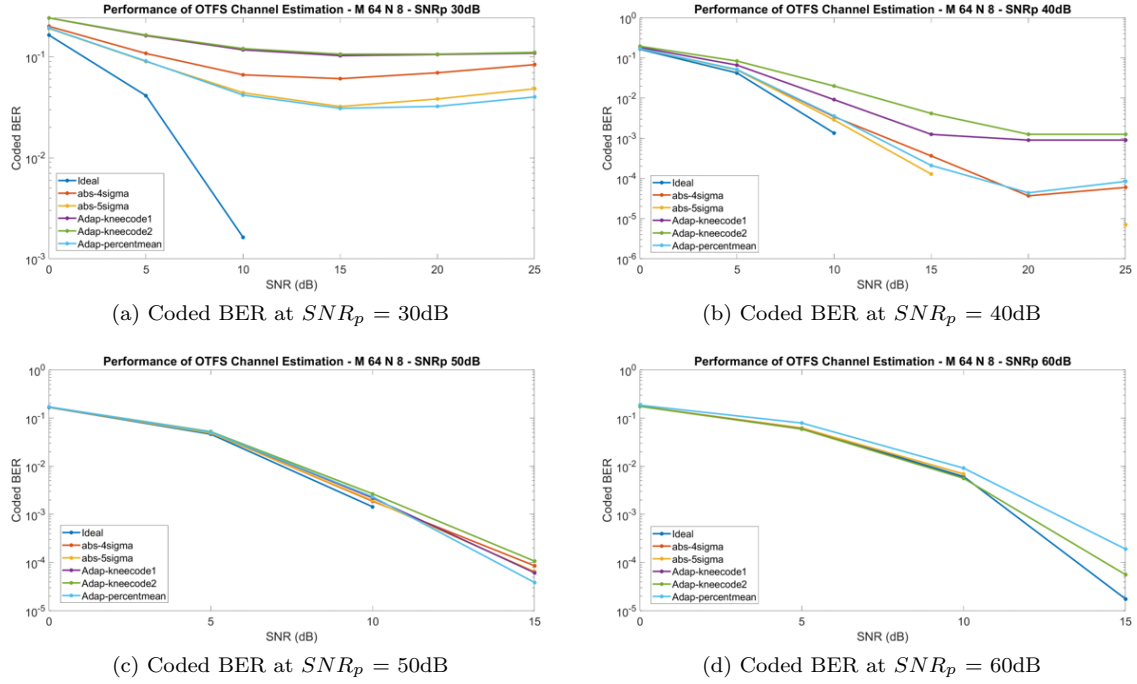 Performance of OTFS Channel Estimation - M 64 N 8 - SNRp 30dB
10^-1
10^-2
10^-3
Coded BER
Ideal
abs-4sigma
abs-5sigma
Adap-kneecode1
Adap-kneecode2
Adap-percentmean
0 5 10 15 20 25
SNR (dB)
(a) Coded BER at SNR_p = 30dB
Performance of OTFS Channel Estimation - M 64 N 8 - SNRp 40dB
10^0
10^-1
10^-2
10^-3
10^-4
10^-5
10^-6
Coded BER
Ideal
abs-4sigma
abs-5sigma
Adap-kneecode1
Adap-kneecode2
Adap-percentmean
0 5 10 15 20 25
SNR (dB)
(b) Coded BER at SNR_p = 40dB
Performance of OTFS Channel Estimation - M 64 N 8 - SNRp 50dB
10^0
10^-1
10^-2
10^-3
10^-4
10^-5
Coded BER
Ideal
abs-4sigma
abs-5sigma
Adap-kneecode1
Adap-kneecode2
Adap-percentmean
0 5 10 15
SNR (dB)
(c) Coded BER at SNR_p = 50dB
Performance of OTFS Channel Estimation - M 64 N 8 - SNRp 60dB
10^0
10^-1
10^-2
10^-3
10^-4
10^-5
Coded BER
Ideal
abs-4sigma
abs-5sigma
Adap-kneecode1
Adap-kneecode2
Adap-percentmean
0 5 10 15
SNR (dB)
(d) Coded BER at SNR_p = 60dB